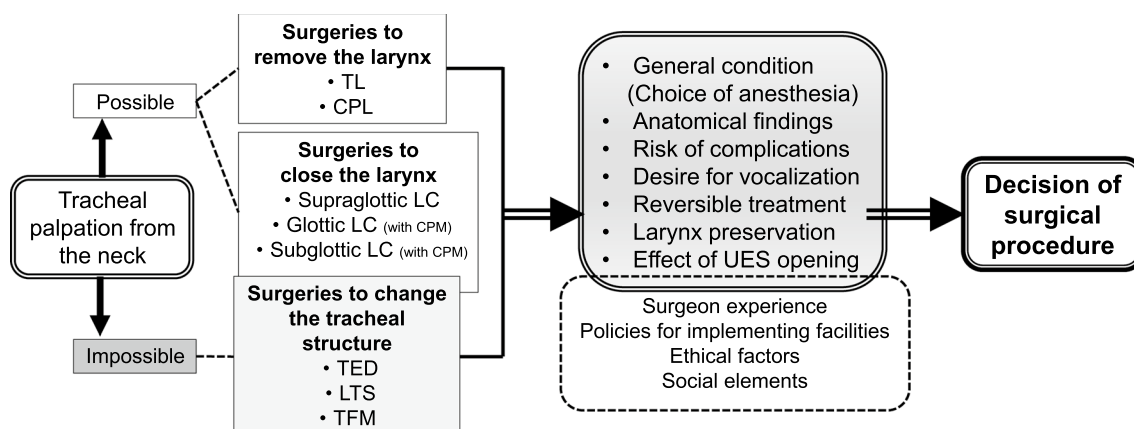 Tracheal
palpation from
the neck
Possible
Impossible
Surgeries to
remove the larynx
• TL
• CPL
Surgeries to
close the larynx
• Supraglottic LC
• Glottic LC (with CPM)
• Subglottic LC (with CPM)
Surgeries to change
the tracheal
structure
• TED
• LTS
• TFM
• General condition
(Choice of anesthesia)
• Anatomical findings
• Risk of complications
• Desire for vocalization
• Reversible treatment
• Larynx preservation
• Effect of UES opening
Surgeon experience
Policies for implementing facilities
Ethical factors
Social elements
Decision of
surgical
procedure